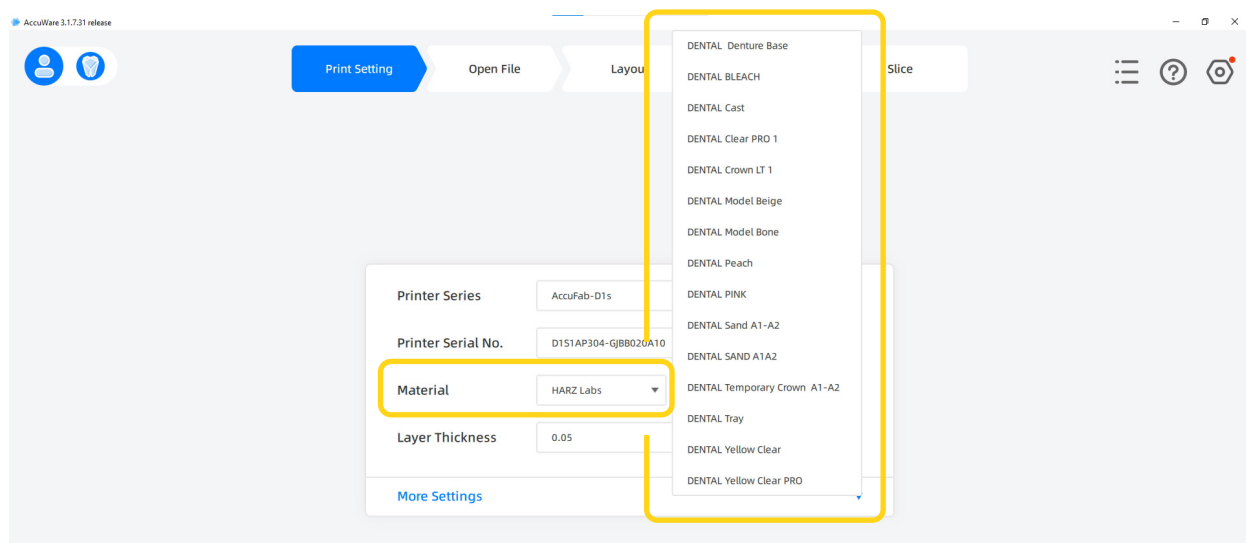 AccuWare 3.1.7.31 release
Print Setting
Open File
Layou
Slice
DENTAL  Denture Base
DENTAL BLEACH
DENTAL Cast
DENTAL Clear PRO 1
DENTAL Crown LT 1
DENTAL Model Beige
DENTAL Model Bone
DENTAL Peach
DENTAL PINK
DENTAL Sand A1-A2
DENTAL SAND A1A2
DENTAL Temporary Crown  A1-A2
DENTAL Tray
DENTAL Yellow Clear
DENTAL Yellow Clear PRO
Printer Series
AccuFab-D1s
Printer Serial No.
D1S1AP304-GJBB020A10
Material
HARZ Labs
Layer Thickness
0.05
More Settings